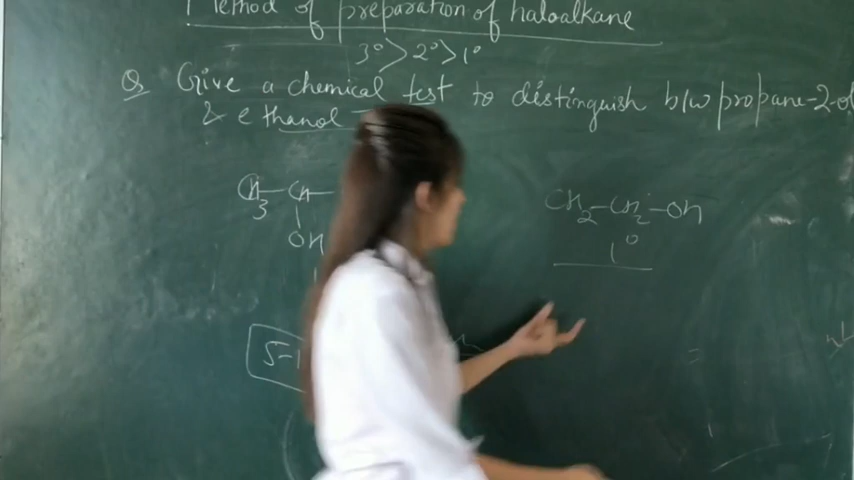 Method of preparation of haloalkane
3°>2°>1°
Q Give a chemical test to distinguish b/w propane-2-ol
& ethanol
CH3-CH-
OH
CH2-CH2-OH
1°
5-